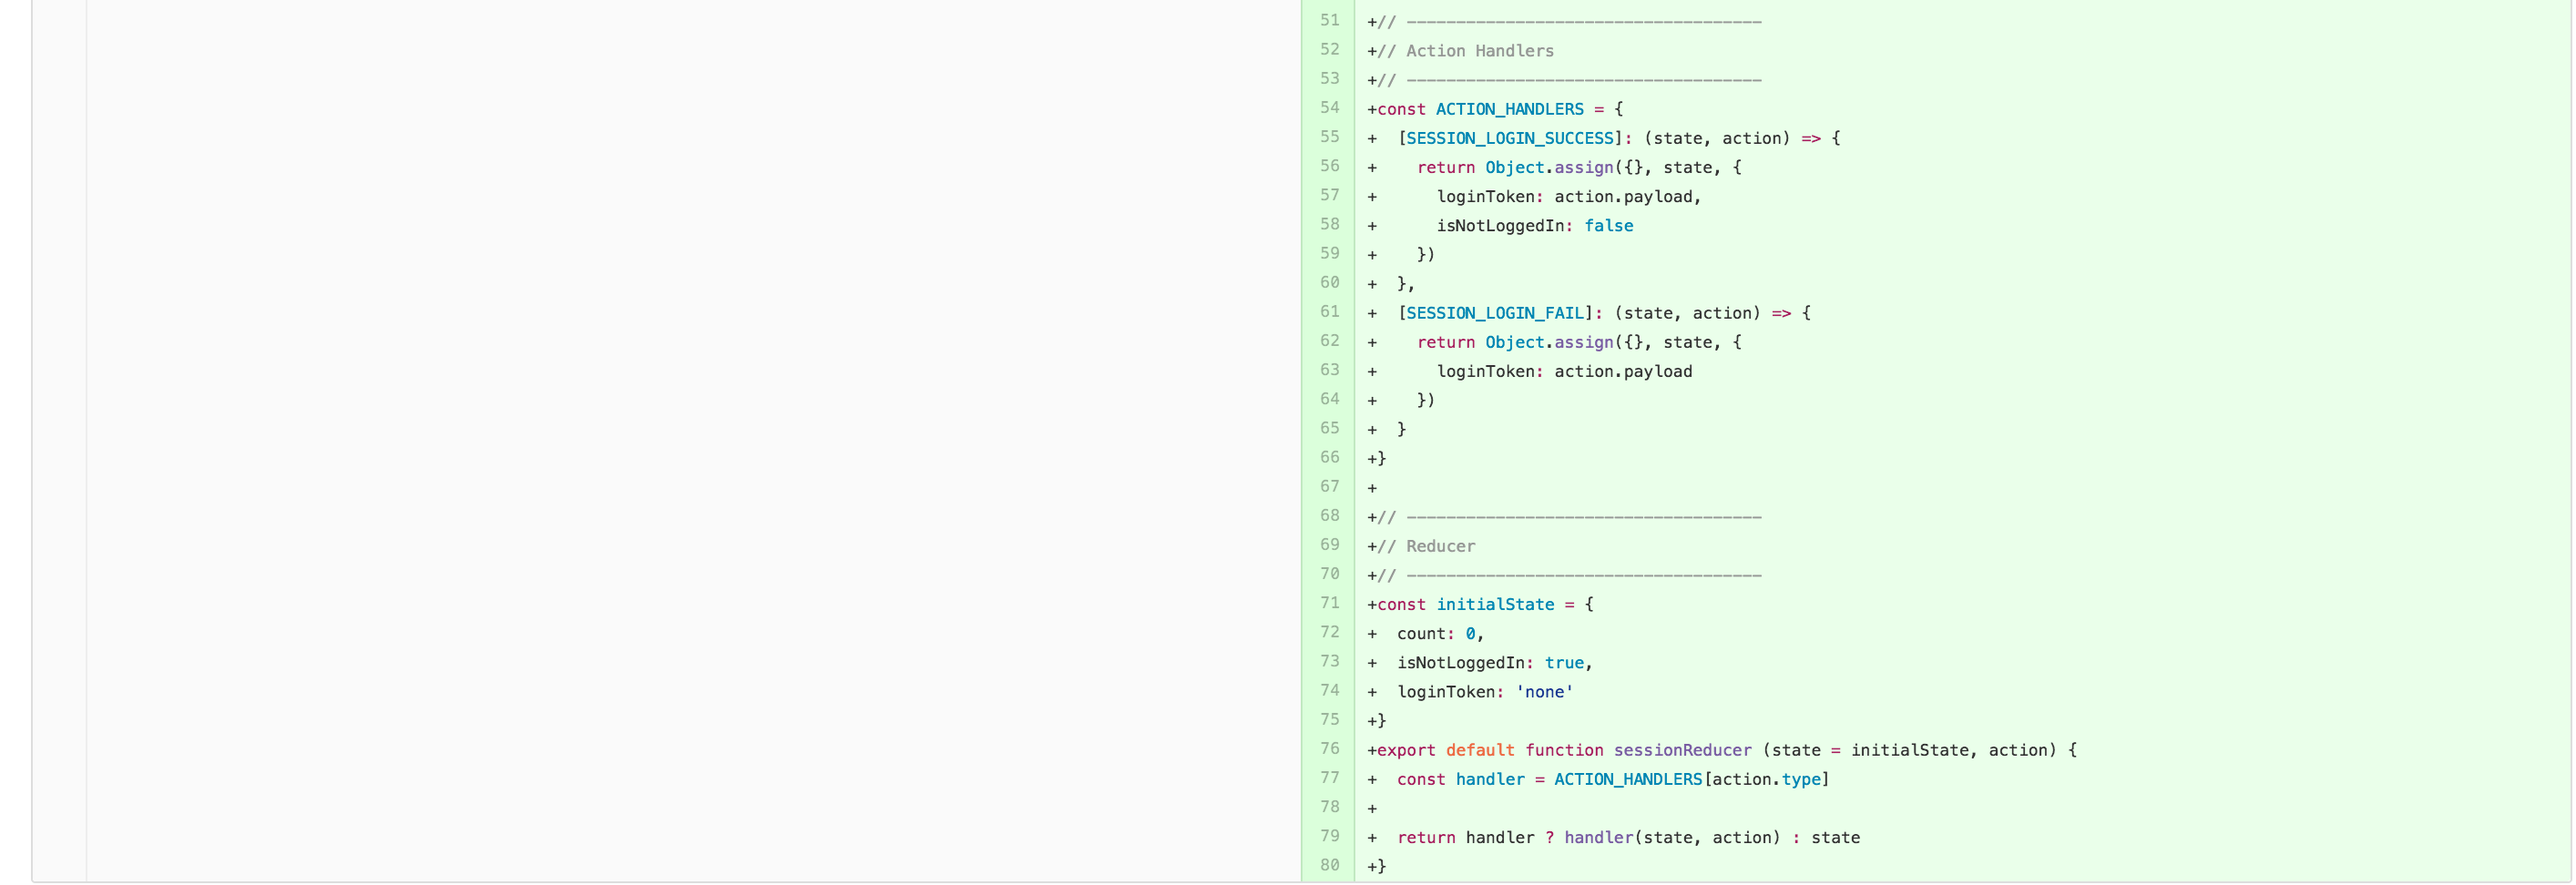 51 +// ------------------------------------
52 +// Action Handlers
53 +// ------------------------------------
54 +const ACTION_HANDLERS = {
55 +  [SESSION_LOGIN_SUCCESS]: (state, action) => {
56 +    return Object.assign({}, state, {
57 +      loginToken: action.payload,
58 +      isNotLoggedIn: false
59 +    })
60 +  },
61 +  [SESSION_LOGIN_FAIL]: (state, action) => {
62 +    return Object.assign({}, state, {
63 +      loginToken: action.payload
64 +    })
65 +  }
66 +}
67 +
68 +// ------------------------------------
69 +// Reducer
70 +// ------------------------------------
71 +const initialState = {
72 +  count: 0,
73 +  isNotLoggedIn: true,
74 +  loginToken: 'none'
75 +}
76 +export default function sessionReducer (state = initialState, action) {
77 +  const handler = ACTION_HANDLERS[action.type]
78 +
79 +  return handler ? handler(state, action) : state
80 +}